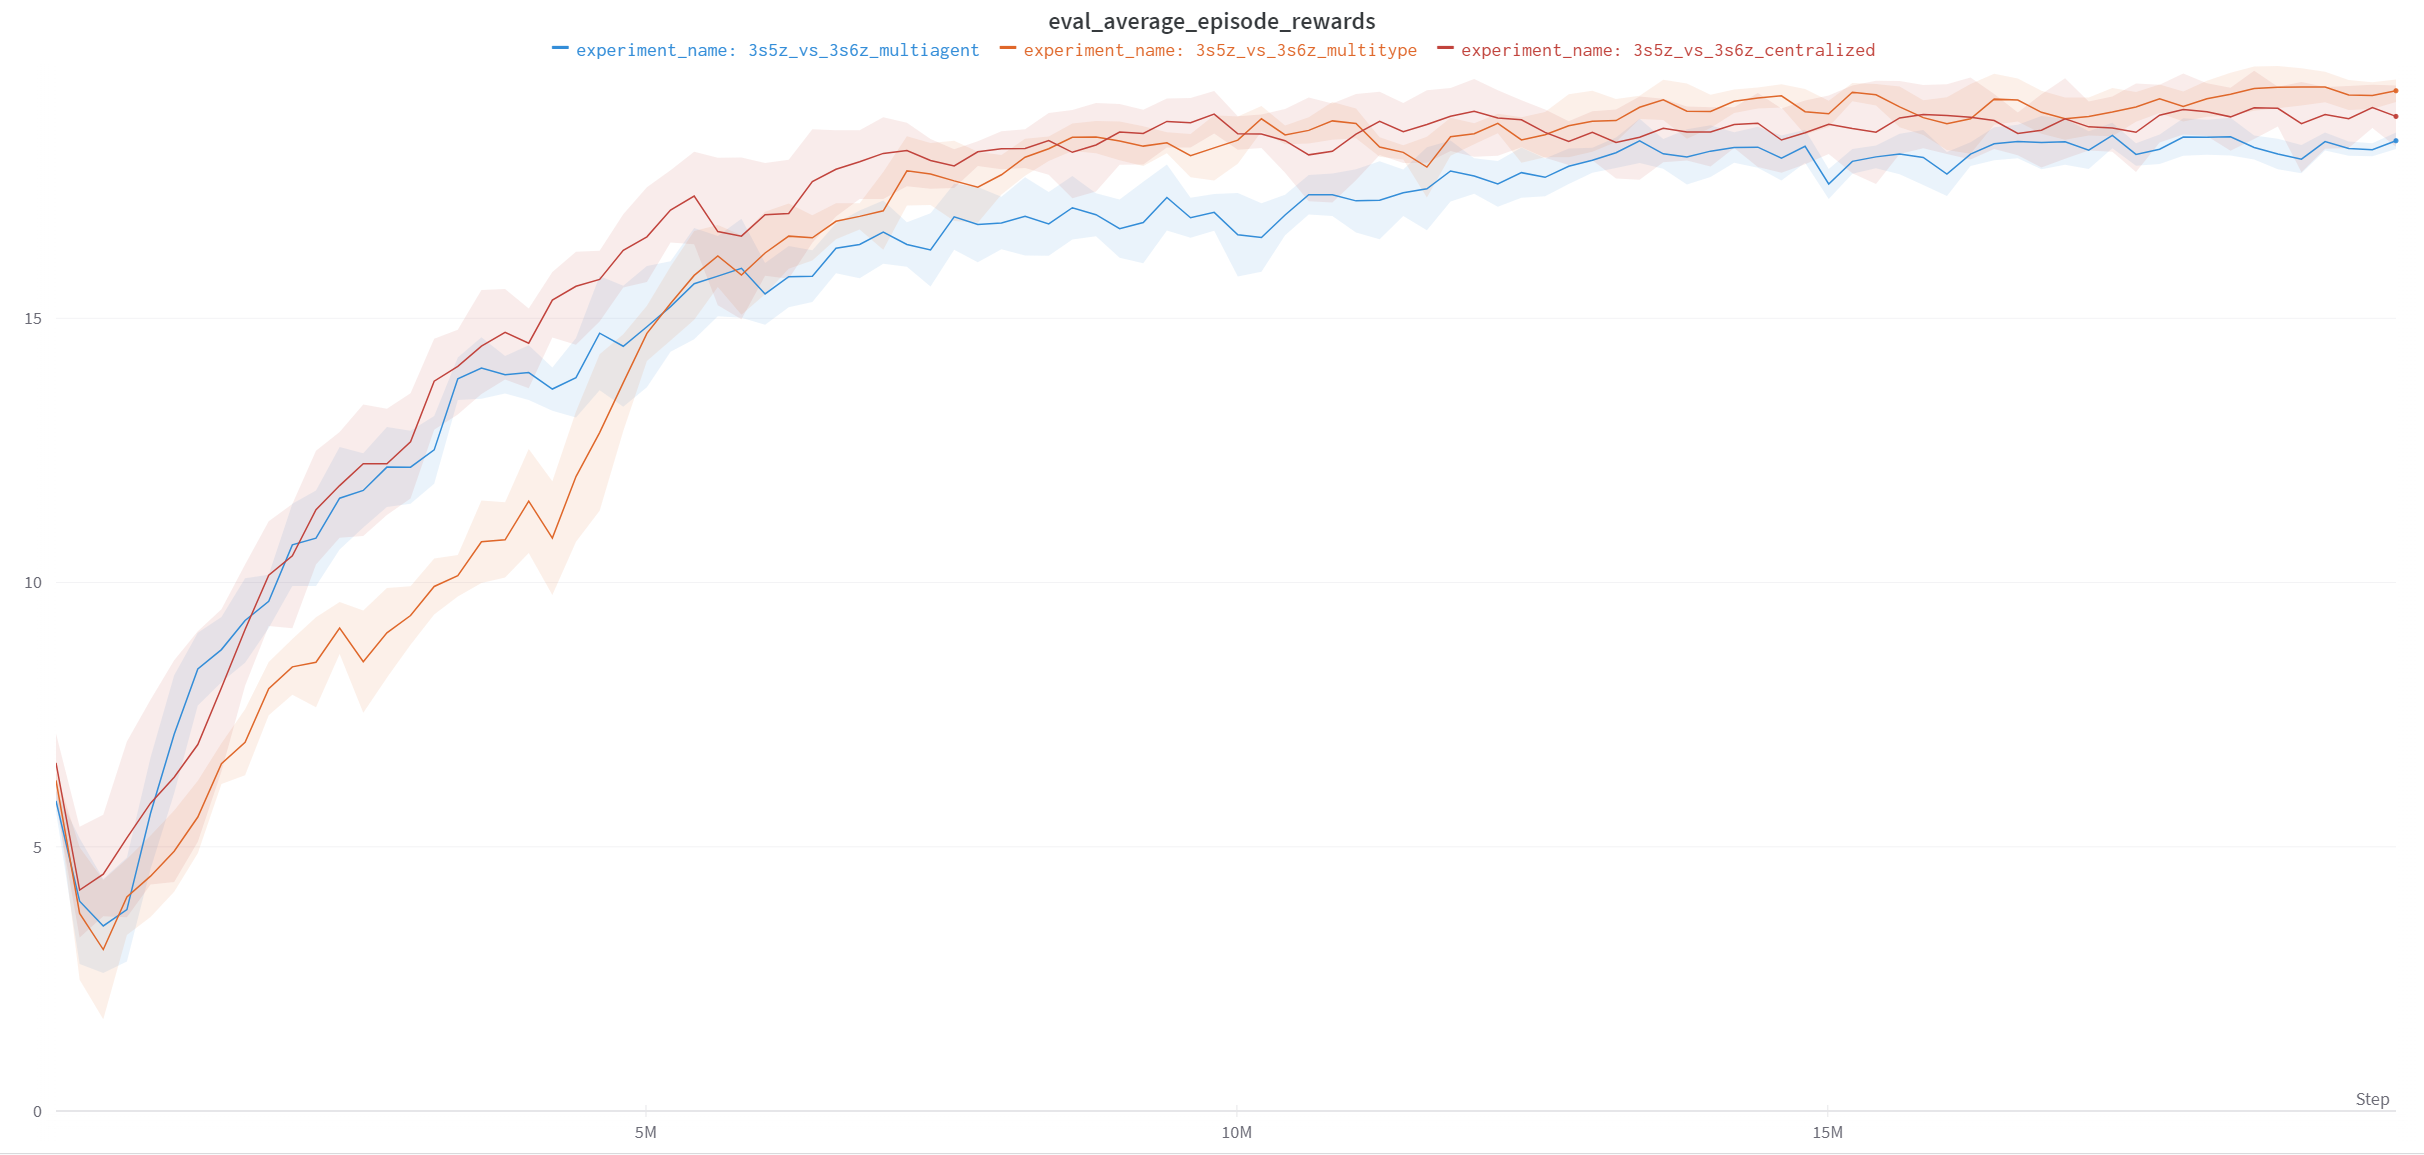 eval_average_episode_rewards
experiment_name: 3s5z_vs_3s6z_multiagent experiment_name: 3s5z_vs_3s6z_multitype experiment_name: 3s5z_vs_3s6z_centralized
15
10
5
0
Step
5M 10M 15M